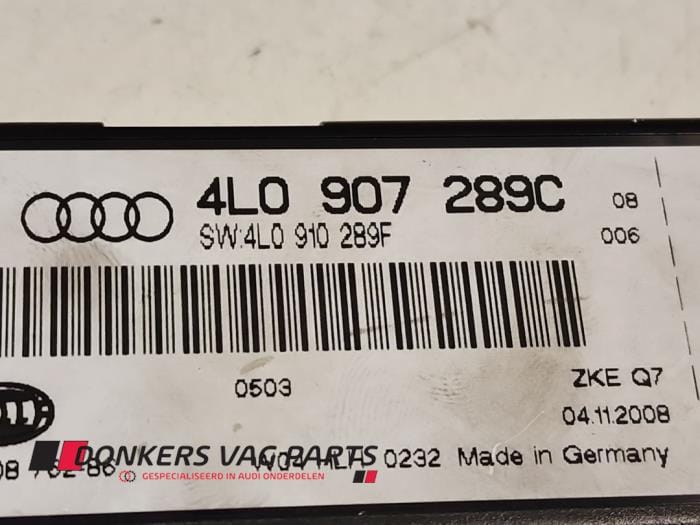 4L0 907 289C 08
SW:4L0 910 289F 006
0503 ZKE Q7
04.11.2008
0232 Made in Germany
DONKERS VAG PARTS
GESPECIALISEERD IN AUDI ONDERDELEN